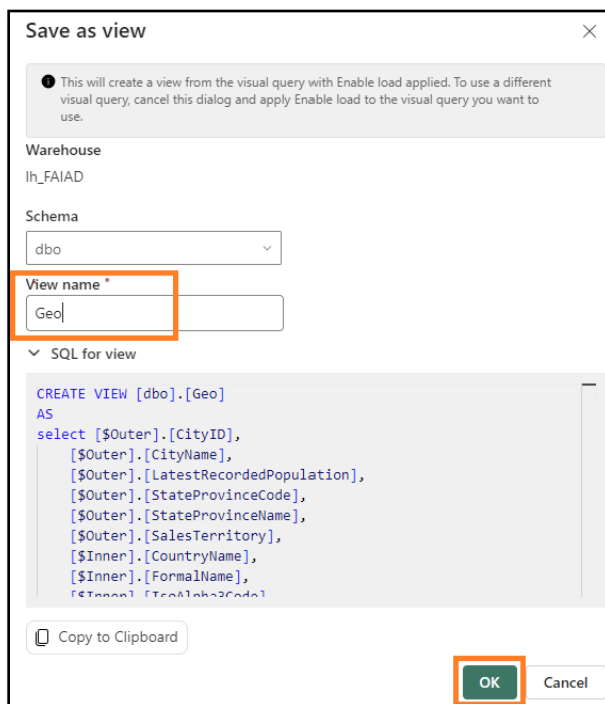 Save as view
This will create a view from the visual query with Enable load applied. To use a different
visual query, cancel this dialog and apply Enable load to the visual query you want to
use.
Warehouse
lh_FAIAD
Schema
dbo
View name *
Geo
SQL for view
CREATE VIEW [dbo].[Geo]
AS
select [$Outer].[CityID],
[$Outer].[CityName],
[$Outer].[LatestRecordedPopulation],
[$Outer].[StateProvinceCode],
[$Outer].[StateProvinceName],
[$Outer].[SalesTerritory],
[$Inner].[CountryName],
[$Inner].[FormalName],
[$Inner].[IsoAlpha3Code]
Copy to Clipboard
OK Cancel